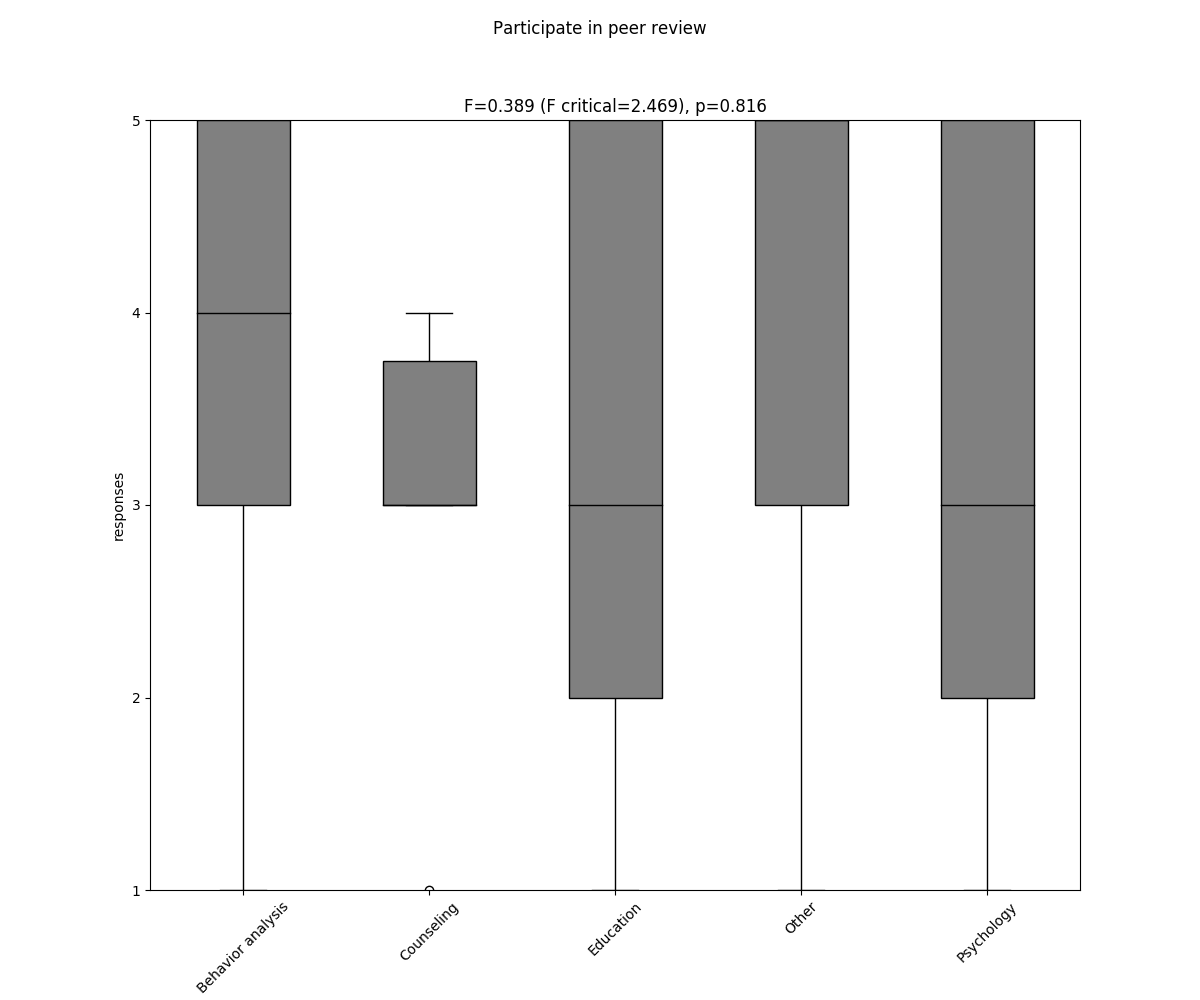 Participate in peer review
F=0.389 (F critical=2.469), p=0.816
5
4
3
2
1
responses
Behavior analysis
Counseling
Education
Other
Psychology